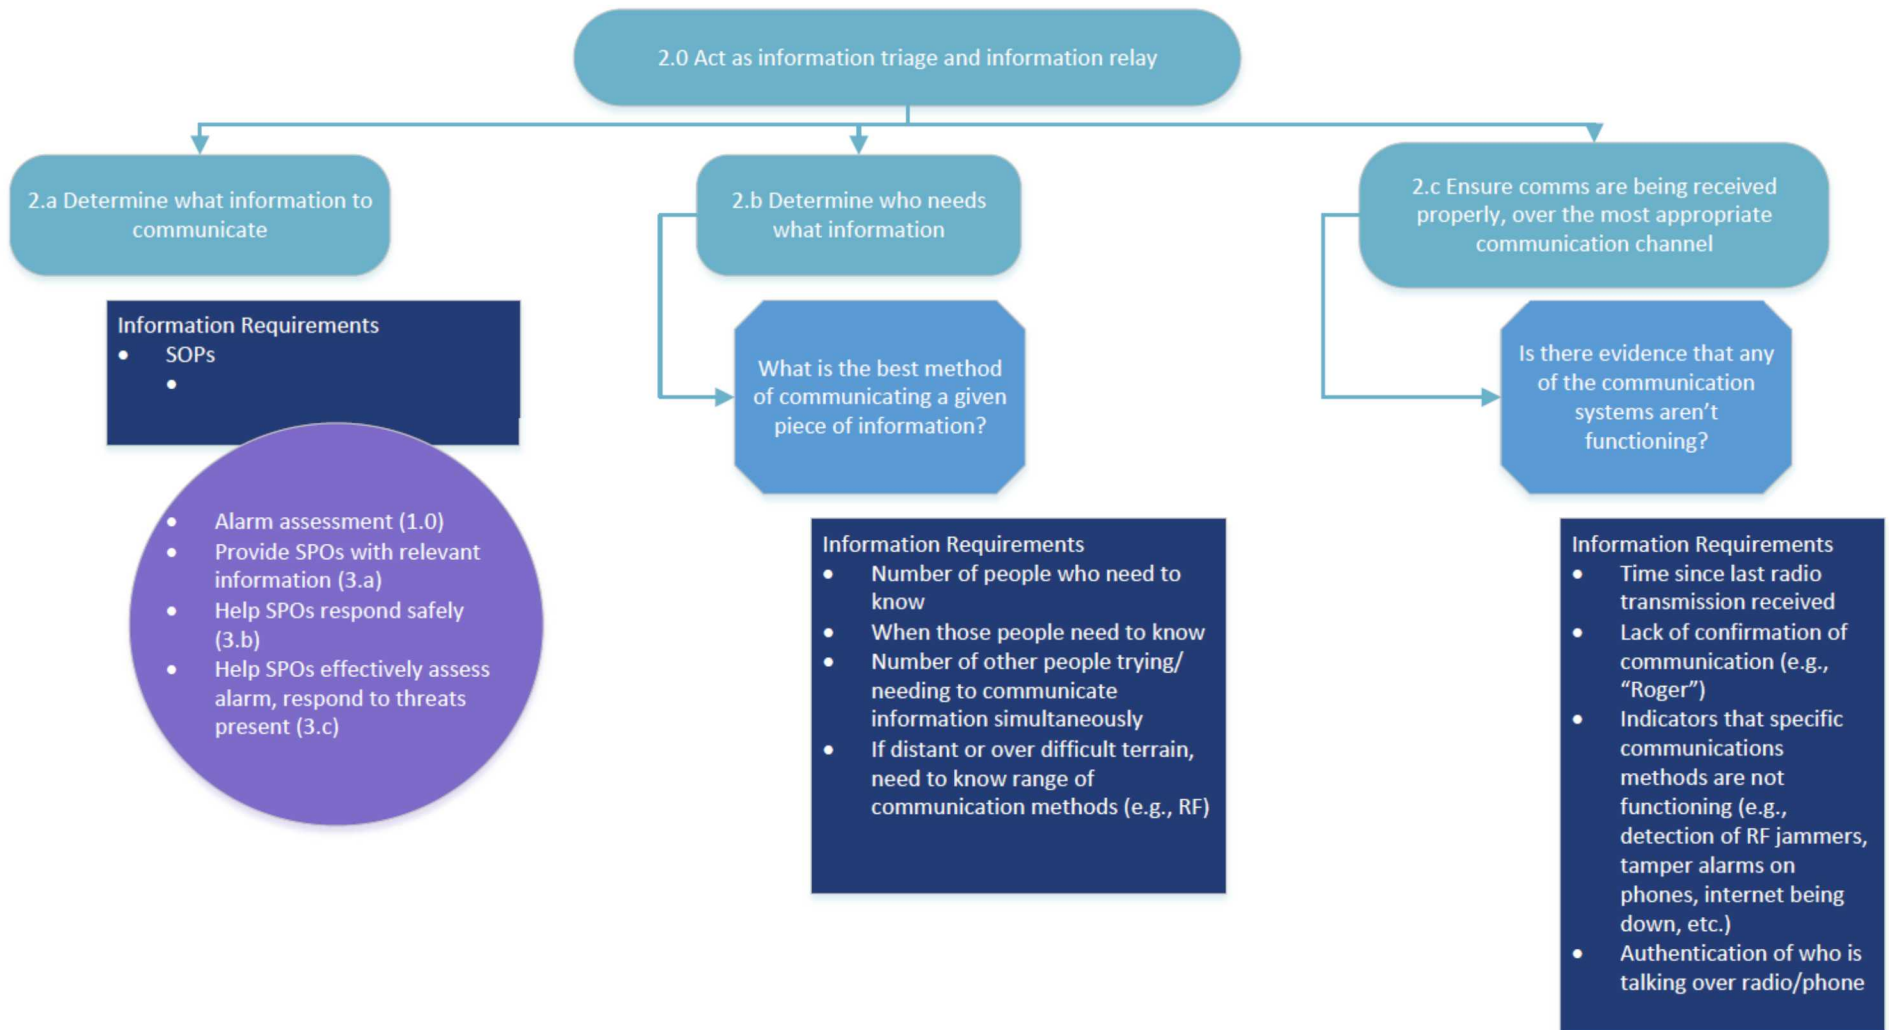 2.0 Act as information triage and information relay
2.a Determine what information to
communicate
2.b Determine who needs
what information
2.c Ensure comms are being received
properly, over the most appropriate
communication channel
Information Requirements
• SOPs
•
• Alarm assessment (1.0)
• Provide SPOs with relevant
information (3.a)
• Help SPOs respond safely
(3.b)
• Help SPOs effectively assess
alarm, respond to threats
present (3.c)
What is the best method
of communicating a given
piece of information?
Information Requirements
• Number of people who need to
know
• When those people need to know
• Number of other people trying/
needing to communicate
information simultaneously
• If distant or over difficult terrain,
need to know range of
communication methods (e.g., RF)
Is there evidence that any
of the communication
systems aren’t
functioning?
Information Requirements
• Time since last radio
transmission received
• Lack of confirmation of
communication (e.g.,
“Roger”)
• Indicators that specific
communications
methods are not
functioning (e.g.,
detection of RF jammers,
tamper alarms on
phones, internet being
down, etc.)
• Authentication of who is
talking over radio/phone